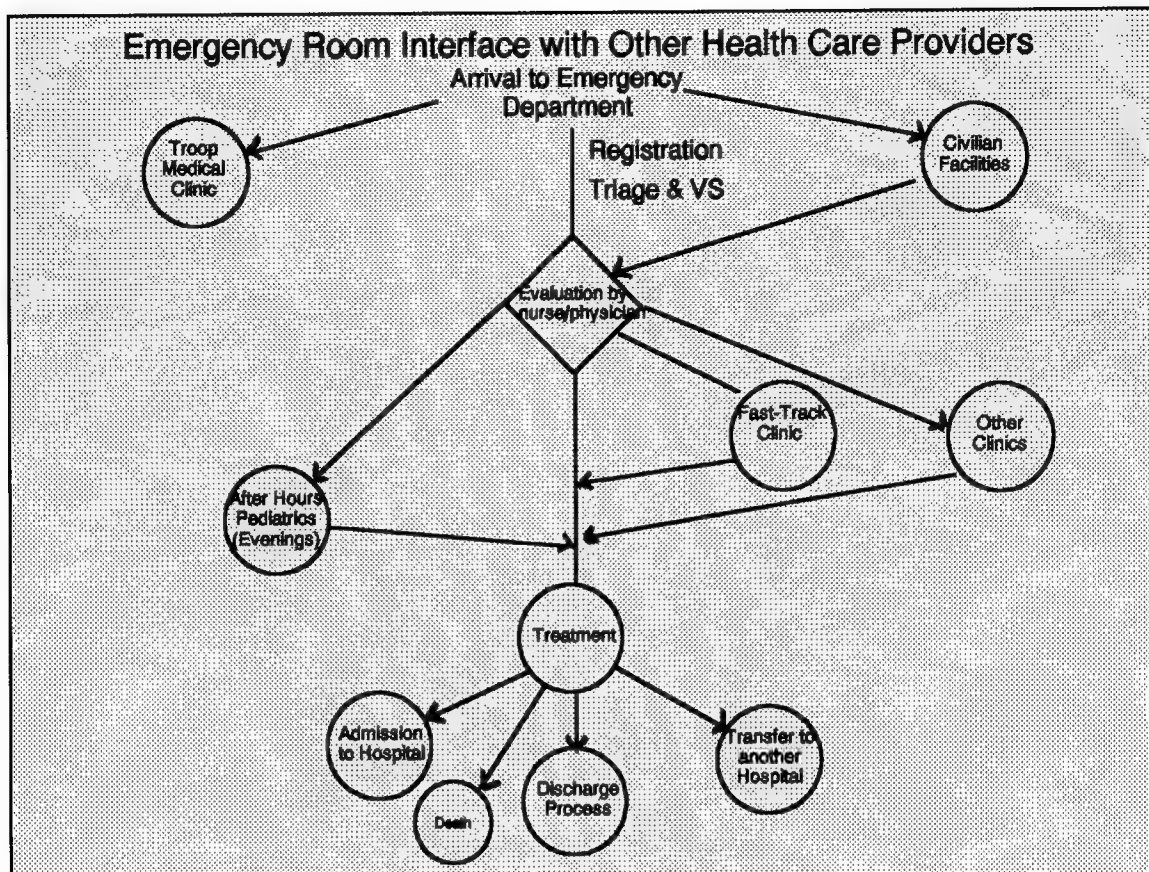 Emergency Room Interface with Other Health Care Providers
Arrival to Emergency
Department
Troop
Medical
Clinic
Registration
Triage & VS
Civilian
Facilities
Evaluation by
nurse/physician
Fast-Track
Clinic
Other
Clinics
After Hours
Pediatrics
(Evenings)
Treatment
Admission
to Hospital
Death
Discharge
Process
Transfer to
another
Hospital